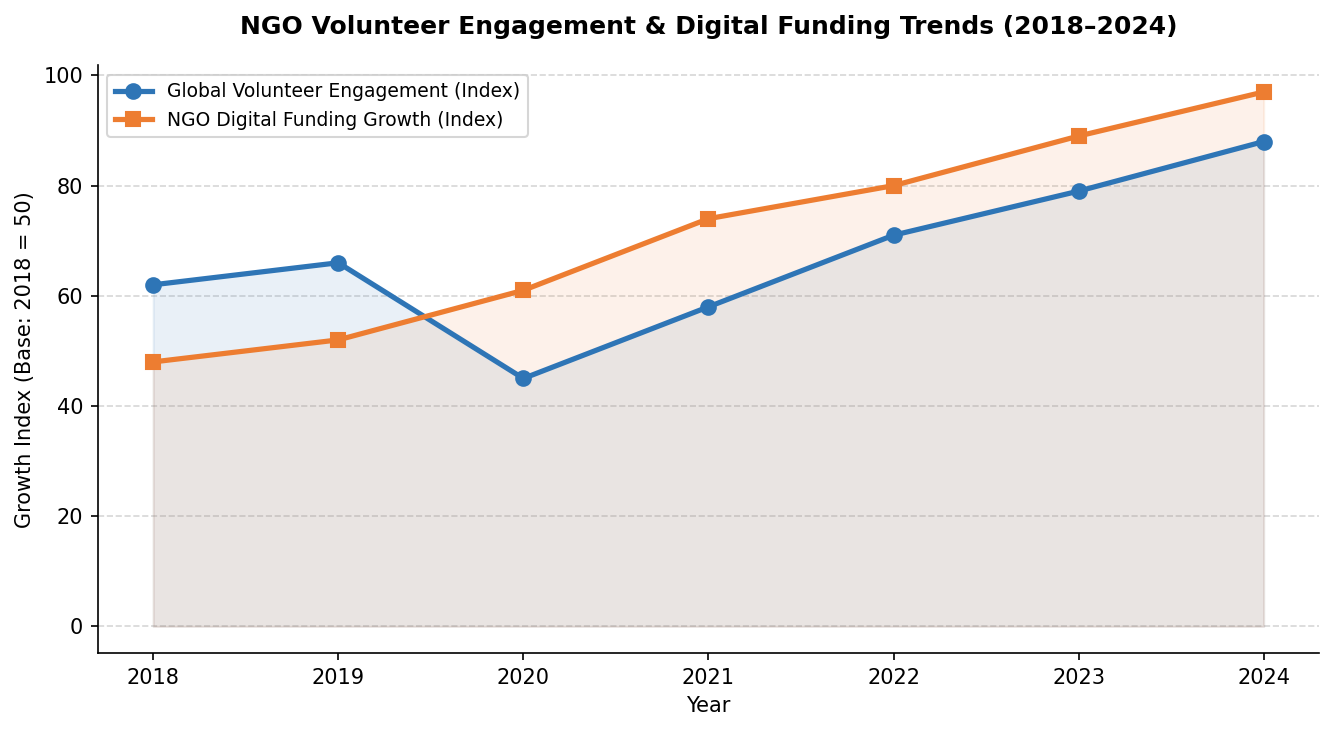 NGO Volunteer Engagement & Digital Funding Trends (2018–2024)
Global Volunteer Engagement (Index)
NGO Digital Funding Growth (Index)
Growth Index (Base: 2018 = 50)
100
80
60
40
20
0
2018 2019 2020 2021 2022 2023 2024
Year